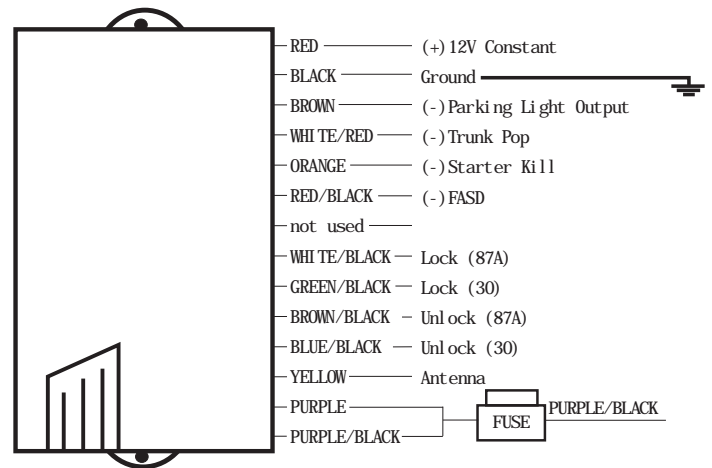 RED (+)12V Constant
BLACK Ground
BROWN (-)Parking Light Output
WHITE/RED (-)Trunk Pop
ORANGE (-)Starter Kill
RED/BLACK (-)FASD
not used
WHITE/BLACK Lock (87A)
GREEN/BLACK Lock (30)
BROWN/BLACK Unlock (87A)
BLUE/BLACK Unlock (30)
YELLOW Antenna
PURPLE
PURPLE/BLACK
FUSE
PURPLE/BLACK